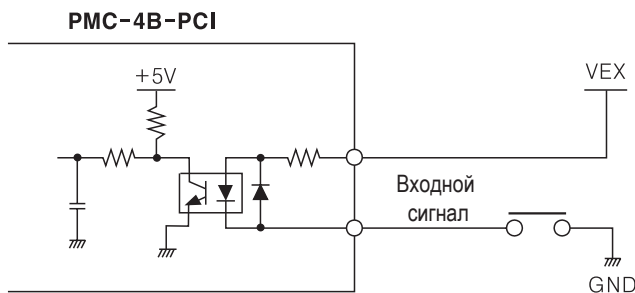 PMC-4B-PCI
+5V
VEX
Входной
сигнал
GND